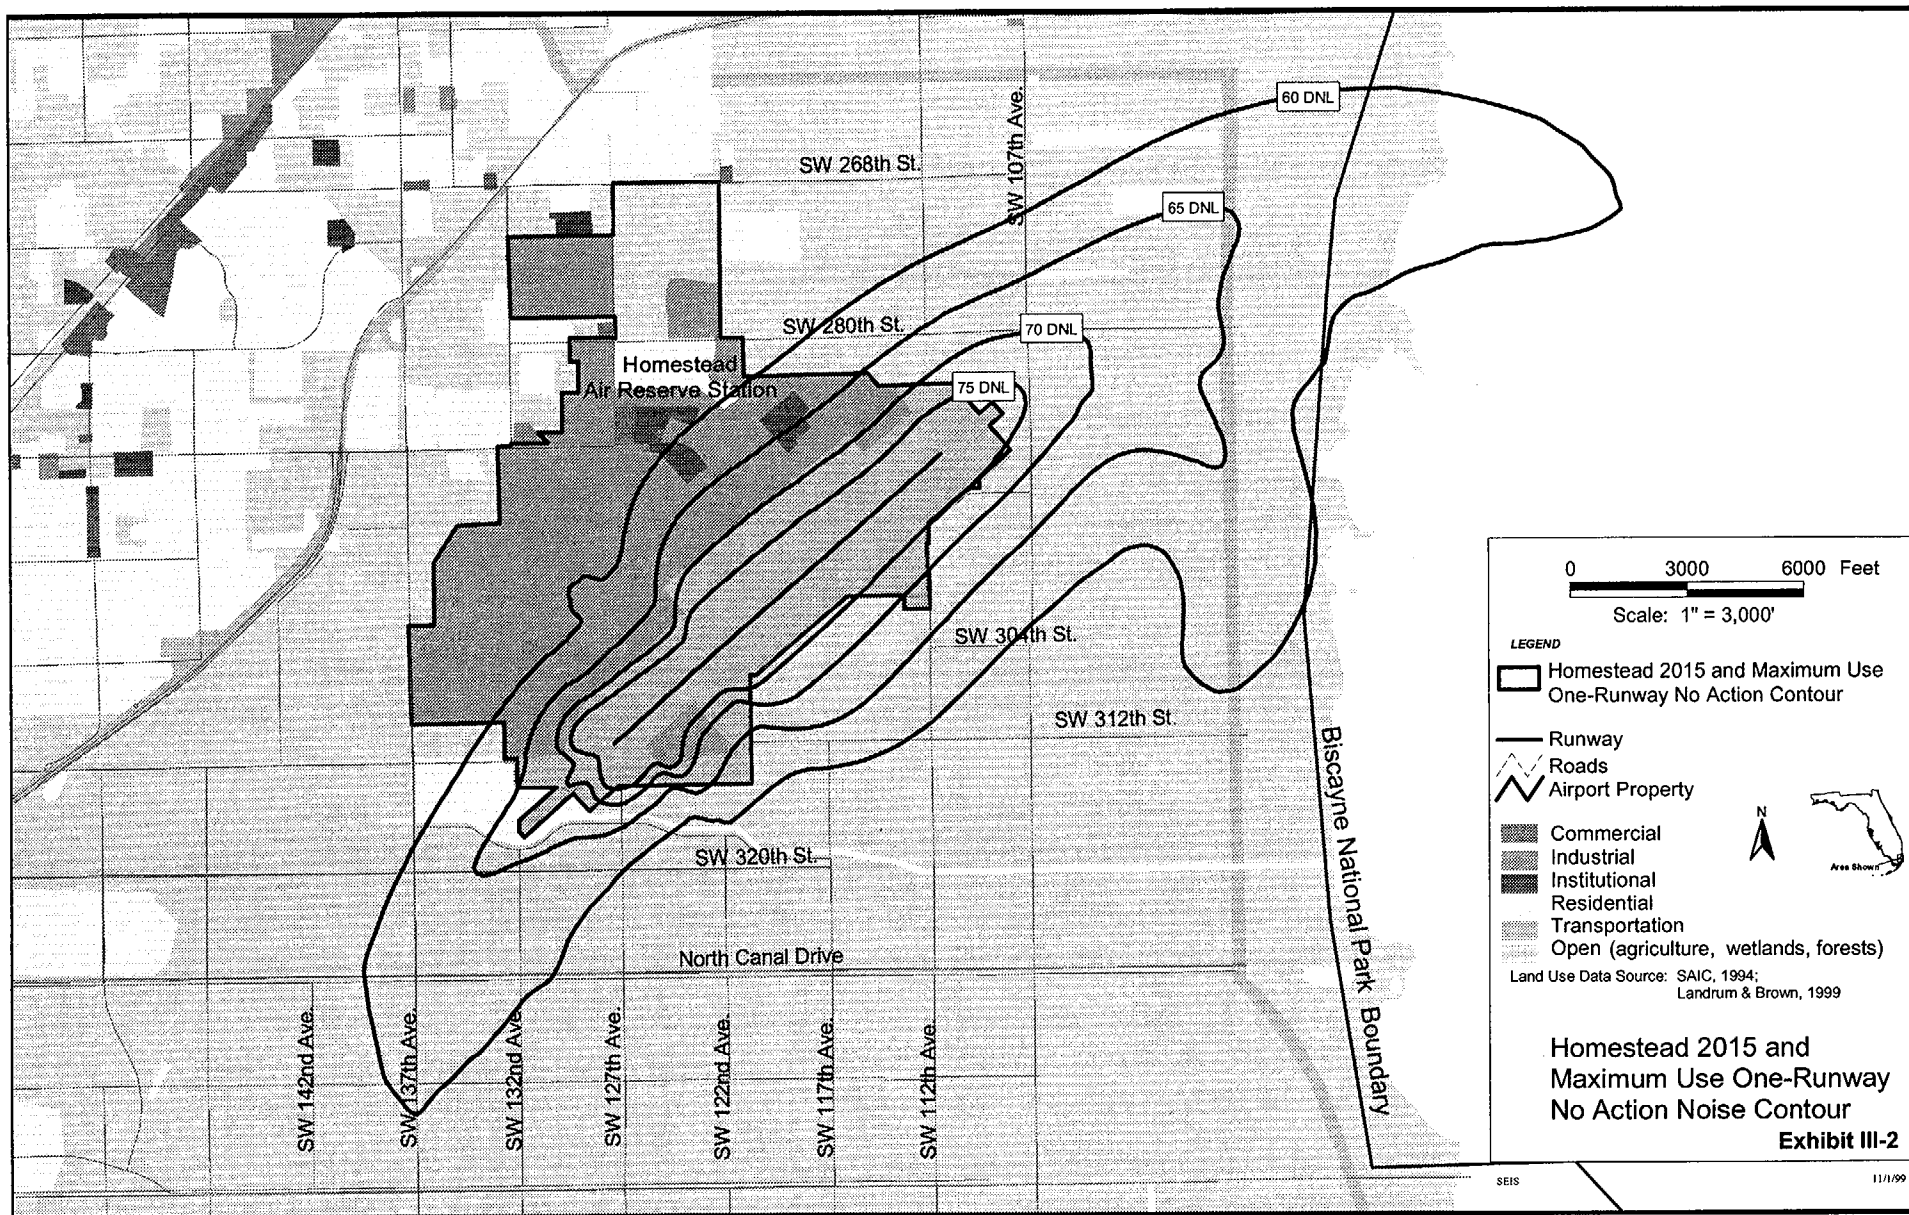 60 DNL
SW 107th Ave.
SW 268th St.
65 DNL
SW 280th St.
70 DNL
Homestead
Air Reserve Station
75 DNL
SW 304th St.
SW 312th St.
SW 320th St.
North Canal Drive
SW 142nd Ave.
SW 137th Ave.
SW 132nd Ave.
SW 127th Ave.
SW 122nd Ave.
SW 117th Ave.
SW 112th Ave.
Biscayne National Park Boundary
0 3000 6000 Feet
Scale: 1" = 3,000'
LEGEND
Homestead 2015 and Maximum Use
One-Runway No Action Contour
Runway
Roads
Airport Property
N
Commercial
Industrial
Institutional
Residential
Transportation
Open (agriculture, wetlands, forests)
Area Shown
Land Use Data Source: SAIC, 1994;
Landrum & Brown, 1999
Homestead 2015 and
Maximum Use One-Runway
No Action Noise Contour
Exhibit III-2
SEIS
11/1/99